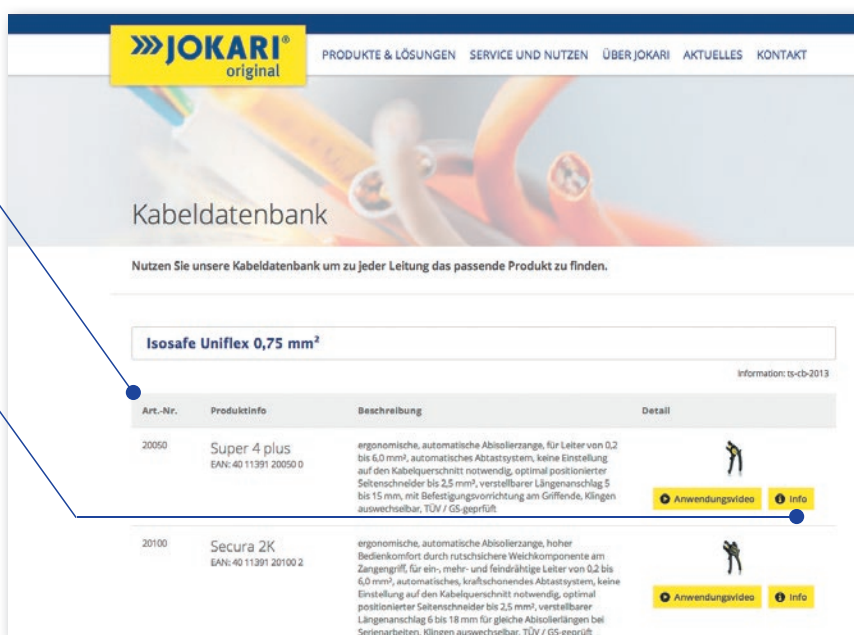 »»JOKARI®
original
PRODUKTE & LÖSUNGEN SERVICE UND NUTZEN ÜBER JOKARI AKTUELLES KONTAKT
Kabeldatenbank
Nutzen Sie unsere Kabeldatenbank um zu jeder Leitung das passende Produkt zu finden.
Isosafe Uniflex 0,75 mm²
Information: ts-cb-2013
Art.-Nr. Produktinfo Beschreibung Detail
20050
Super 4 plus
EAN: 40 11391 20050 0
ergonomische, automatische Abisolierzange, für Leiter von 0,2
bis 6,0 mm², automatisches Abtastsystem, keine Einstellung
auf den Kabelquerschnitt notwendig, optimal positionierter
Seitenschneider bis 2,5 mm², verstellbarer Längenanschlag 5
bis 15 mm, mit Befestigungsvorrichtung am Griffende, Klingen
auswechselbar, TÜV / GS-geprfüft
Anwendungsvideo Info
20100
Secura 2K
EAN: 40 11391 20100 2
ergonomische, automatische Abisolierzange, hoher
Bedienkomfort durch rutschsichere Weichkomponente am
Zangengriff, für ein-, mehr- und feindrähtige Leiter von 0,2 bis
6,0 mm², automatisches, kraftschonendes Abtastsystem, keine
Einstellung auf den Kabelquerschnitt notwendig, optimal
positionierter Seitenschneider bis 2,5 mm², verstellbarer
Längenanschlag 6 bis 18 mm für gleiche Abisolierlängen bei
Serienarbeiten, Klingen auswechselbar, TÜV / GS-geprüft
Anwendungsvideo Info